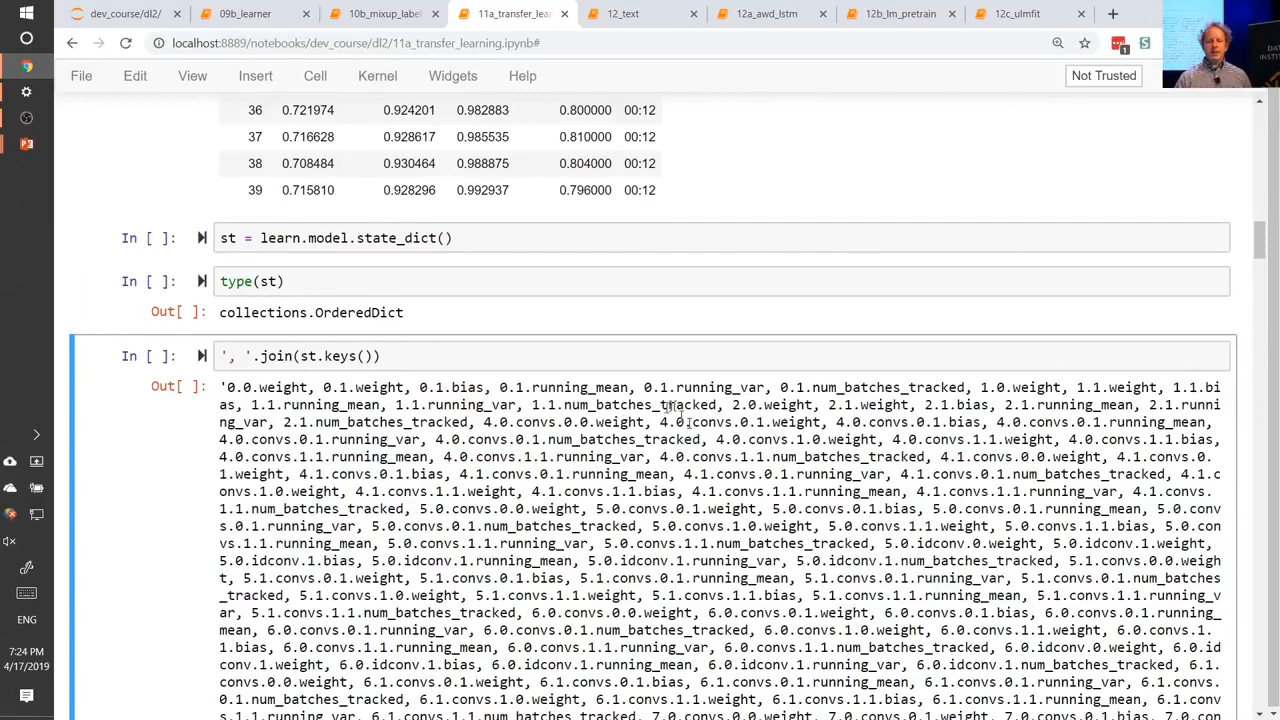 dev_course/dl2/
09b_learner
10b_mixup_label
11a_transfer_lea
12_text
12a_awd_lstm
12b_lm_pretrain
12c_ulmfit
File Edit View Insert Cell Kernel Widgets Help
Not Trusted
36 0.721974 0.924201 0.982883 0.800000 00:12
37 0.716628 0.928617 0.985535 0.810000 00:12
38 0.708484 0.930464 0.988875 0.804000 00:12
39 0.715810 0.928296 0.992937 0.796000 00:12
In [ ]: st = learn.model.state_dict()
In [ ]: type(st)
Out[ ]: collections.OrderedDict
In [ ]: ', '.join(st.keys())
Out[ ]: '0.0.weight, 0.1.weight, 0.1.bias, 0.1.running_mean, 0.1.running_var, 0.1.num_batches_tracked, 1.0.weight, 1.1.weight, 1.1.bi
as, 1.1.running_mean, 1.1.running_var, 1.1.num_batches_tracked, 2.0.weight, 2.1.weight, 2.1.bias, 2.1.running_mean, 2.1.runni
ng_var, 2.1.num_batches_tracked, 4.0.convs.0.0.weight, 4.0.convs.0.1.weight, 4.0.convs.0.1.bias, 4.0.convs.0.1.running_mean,
4.0.convs.0.1.running_var, 4.0.convs.0.1.num_batches_tracked, 4.0.convs.1.0.weight, 4.0.convs.1.1.weight, 4.0.convs.1.1.bias,
4.0.convs.1.1.running_mean, 4.0.convs.1.1.running_var, 4.0.convs.1.1.num_batches_tracked, 4.1.convs.0.0.weight, 4.1.convs.0.
1.weight, 4.1.convs.0.1.bias, 4.1.convs.0.1.running_mean, 4.1.convs.0.1.running_var, 4.1.convs.0.1.num_batches_tracked, 4.1.c
onvs.1.0.weight, 4.1.convs.1.1.weight, 4.1.convs.1.1.bias, 4.1.convs.1.1.running_mean, 4.1.convs.1.1.running_var, 4.1.convs.
1.1.num_batches_tracked, 5.0.convs.0.0.weight, 5.0.convs.0.1.weight, 5.0.convs.0.1.bias, 5.0.convs.0.1.running_mean, 5.0.conv
s.0.1.running_var, 5.0.convs.0.1.num_batches_tracked, 5.0.convs.1.0.weight, 5.0.convs.1.1.weight, 5.0.convs.1.1.bias, 5.0.con
vs.1.1.running_mean, 5.0.convs.1.1.running_var, 5.0.convs.1.1.num_batches_tracked, 5.0.idconv.0.weight, 5.0.idconv.1.weight,
5.0.idconv.1.bias, 5.0.idconv.1.running_mean, 5.0.idconv.1.running_var, 5.0.idconv.1.num_batches_tracked, 5.1.convs.0.0.weigh
t, 5.1.convs.0.1.weight, 5.1.convs.0.1.bias, 5.1.convs.0.1.running_mean, 5.1.convs.0.1.running_var, 5.1.convs.0.1.num_batches
_tracked, 5.1.convs.1.0.weight, 5.1.convs.1.1.weight, 5.1.convs.1.1.bias, 5.1.convs.1.1.running_mean, 5.1.convs.1.1.running_v
ar, 5.1.convs.1.1.num_batches_tracked, 6.0.convs.0.0.weight, 6.0.convs.0.1.weight, 6.0.convs.0.1.bias, 6.0.convs.0.1.running_
mean, 6.0.convs.0.1.running_var, 6.0.convs.0.1.num_batches_tracked, 6.0.convs.1.0.weight, 6.0.convs.1.1.weight, 6.0.convs.1.
1.bias, 6.0.convs.1.1.running_mean, 6.0.convs.1.1.running_var, 6.0.convs.1.1.num_batches_tracked, 6.0.idconv.0.weight, 6.0.id
conv.1.weight, 6.0.idconv.1.bias, 6.0.idconv.1.running_mean, 6.0.idconv.1.running_var, 6.0.idconv.1.num_batches_tracked, 6.1.
convs.0.0.weight, 6.1.convs.0.1.weight, 6.1.convs.0.1.bias, 6.1.convs.0.1.running_mean, 6.1.convs.0.1.running_var, 6.1.convs.
0.1.num_batches_tracked, 6.1.convs.1.0.weight, 6.1.convs.1.1.weight, 6.1.convs.1.1.bias, 6.1.convs.1.1.running_mean, 6.1.conv
ENG
7:24 PM
4/17/2019